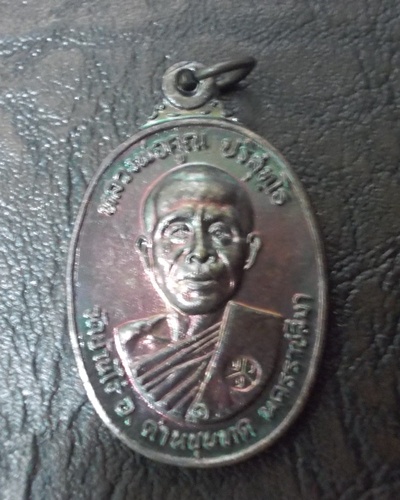 หลวงพ่อคูณ ปริสุทฺโธ
วัดบ้านไร่ อ. ด่านขุนทด นครราชสีมา